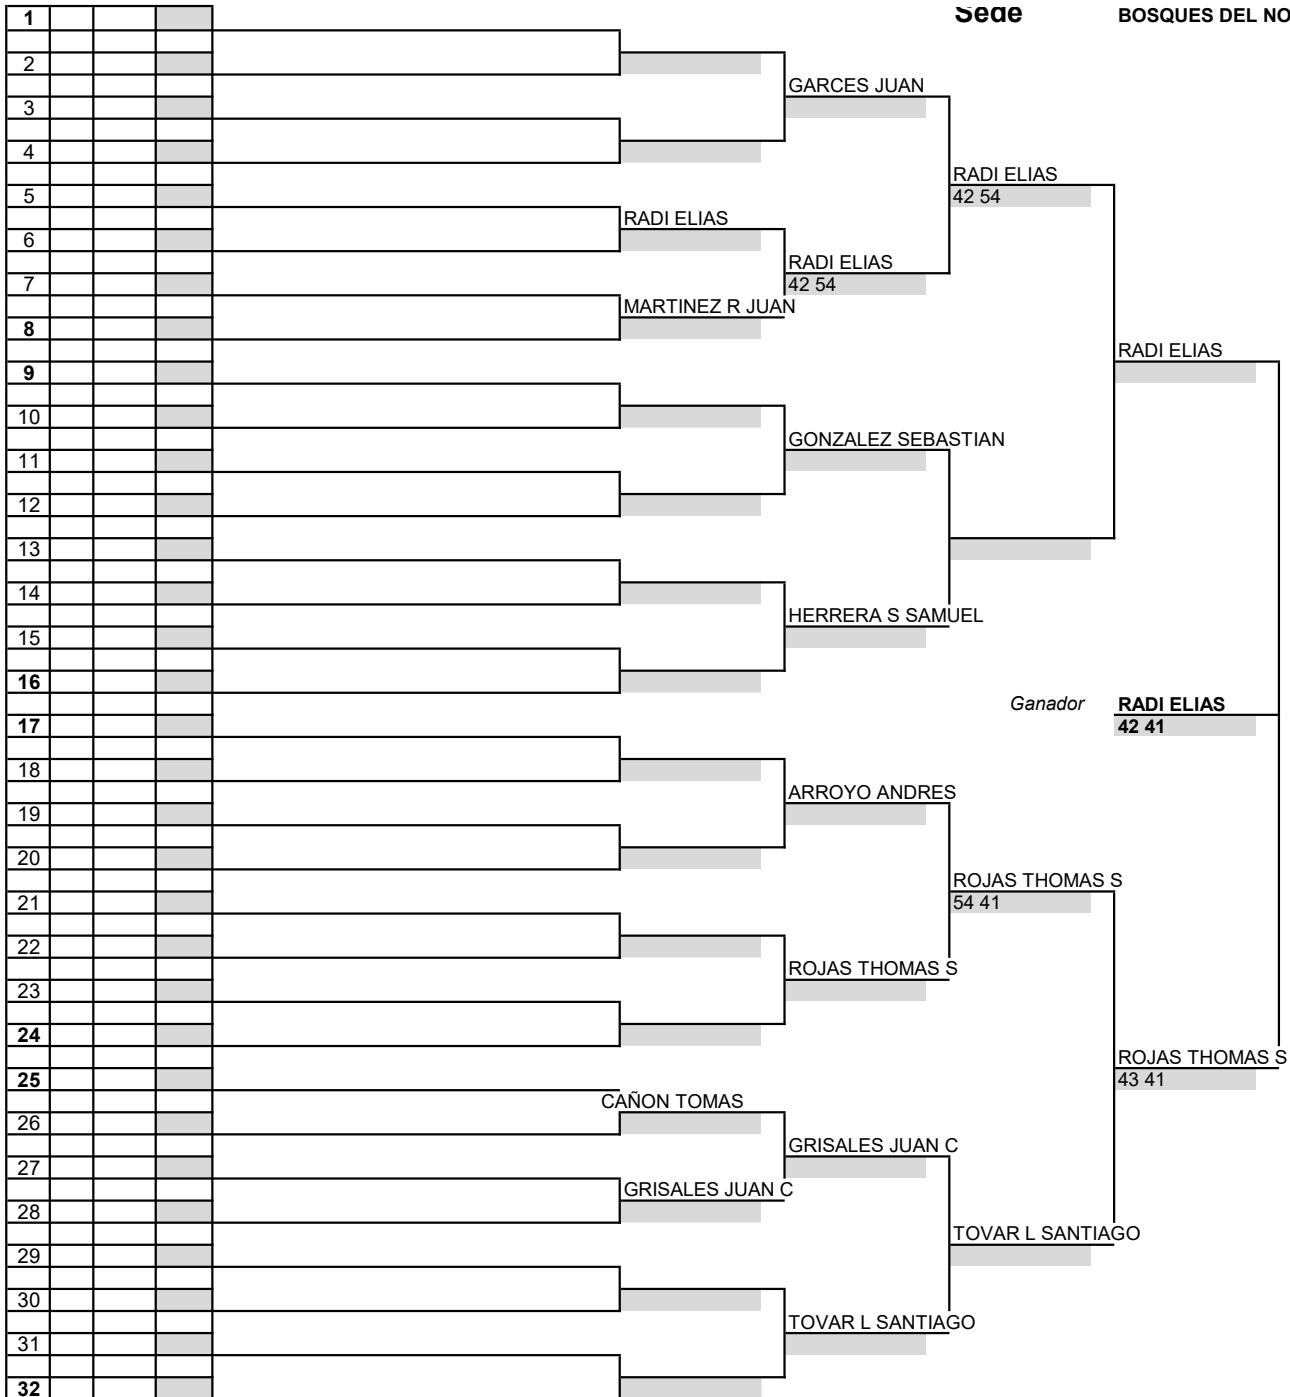 Sede BOSQUES DEL NO
1
2
GARCES JUAN
3
4
RADI ELIAS
5 42 54
RADI ELIAS
6
RADI ELIAS
7 42 54
MARTINEZ R JUAN
8
RADI ELIAS
9
10
GONZALEZ SEBASTIAN
11
12
13
14
HERRERA S SAMUEL
15
16
Ganador RADI ELIAS
17 42 41
18
ARROYO ANDRES
19
20
ROJAS THOMAS S
21 54 41
22
ROJAS THOMAS S
23
24
ROJAS THOMAS S
25 43 41
CAÑON TOMAS
26
GRISALES JUAN C
27
GRISALES JUAN C
28
TOVAR L SANTIAGO
29
30
TOVAR L SANTIAGO
31
32